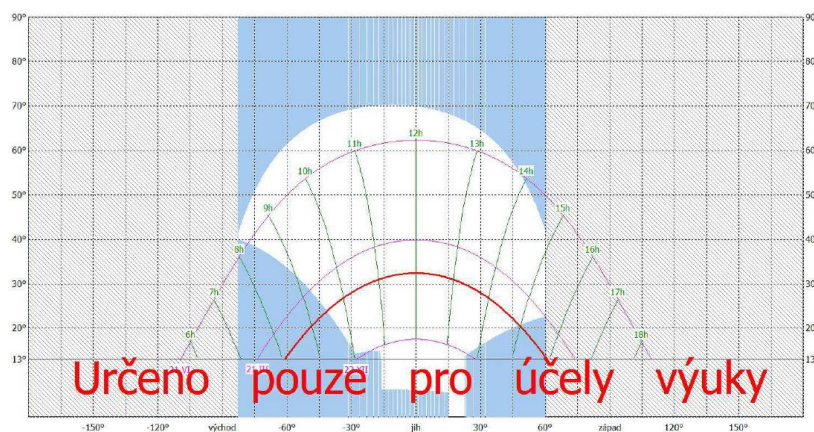 90° 90
80° 80
70° 70
12h
11h 13h
60° 60
10h 14h
50° 50
9h 15h
40° 40
8h 16h
30° 30
7h 17h
20° 20
6h 18h
13° 13
21 III 22 XII
Určeno pouze pro účely výuky
-150° -120° východ -60° -30° jih 30° 60° západ 120° 150°